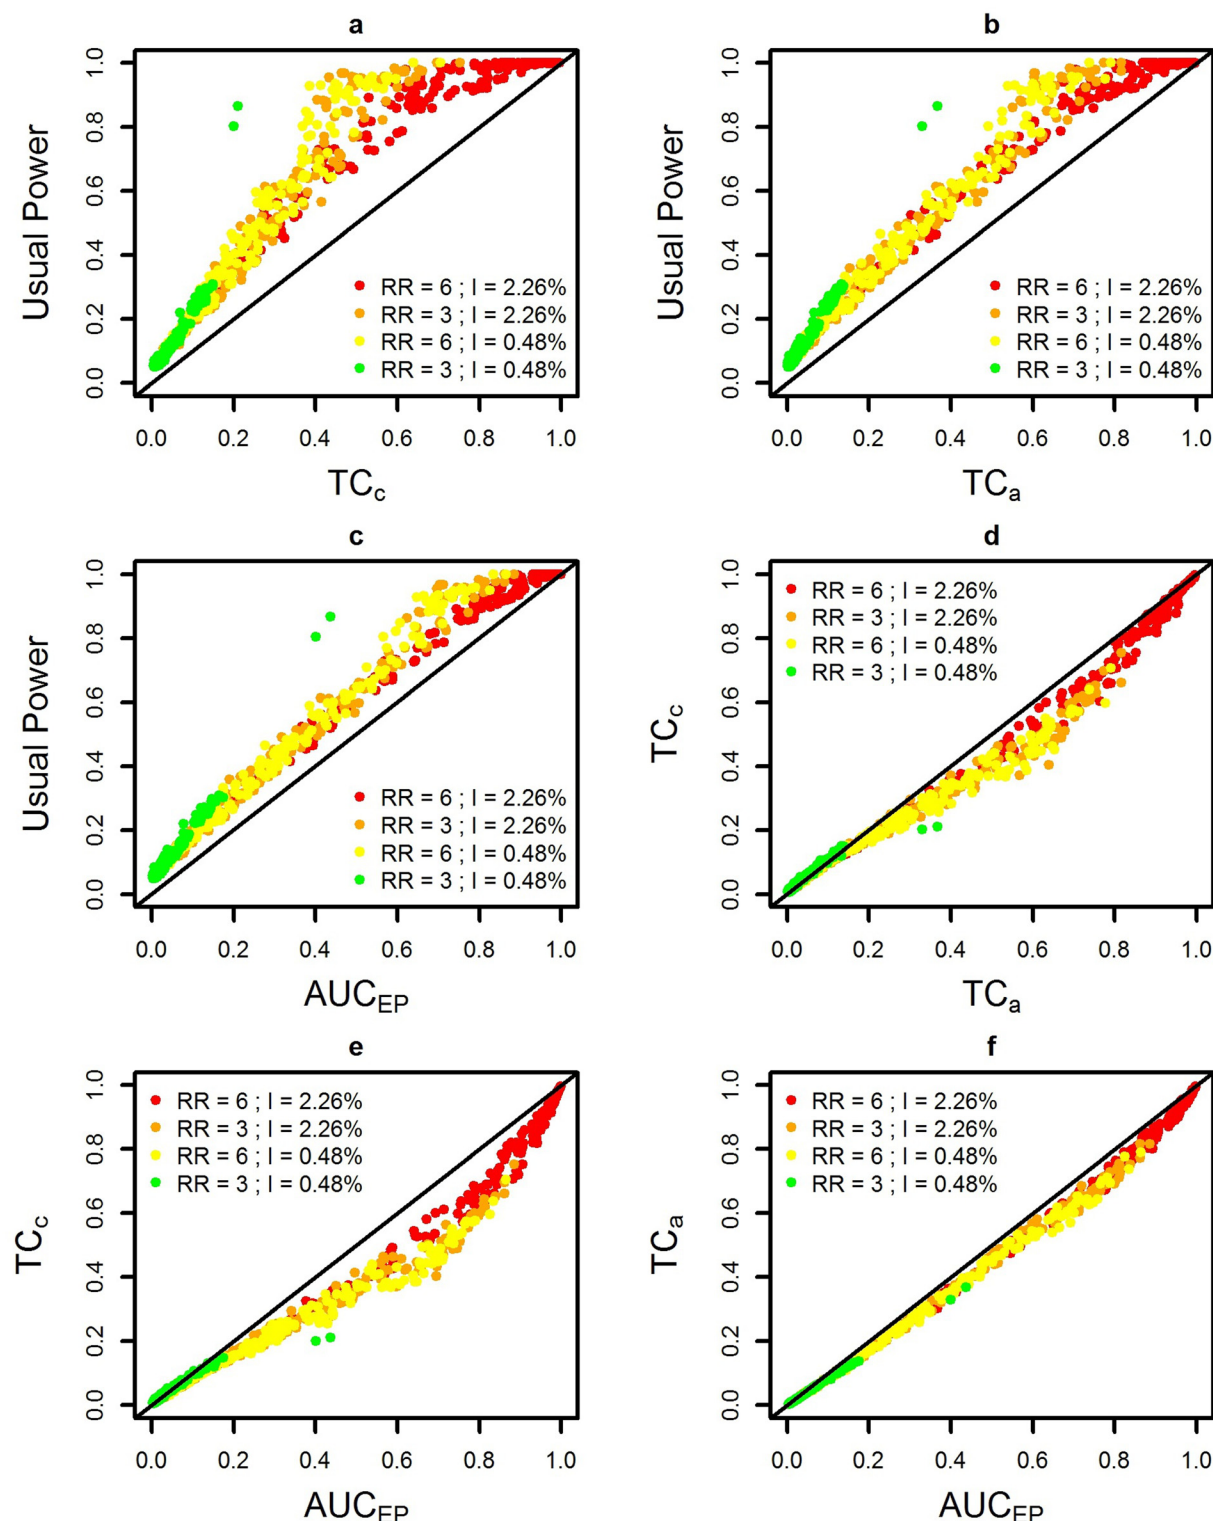 a
Usual Power
1.0
0.8
0.6
0.4
0.2
0.0
RR = 6 ; I = 2.26%
RR = 3 ; I = 2.26%
RR = 6 ; I = 0.48%
RR = 3 ; I = 0.48%
0.0 0.2 0.4 0.6 0.8 1.0
TCc
b
Usual Power
1.0
0.8
0.6
0.4
0.2
0.0
RR = 6 ; I = 2.26%
RR = 3 ; I = 2.26%
RR = 6 ; I = 0.48%
RR = 3 ; I = 0.48%
0.0 0.2 0.4 0.6 0.8 1.0
TCa
c
Usual Power
1.0
0.8
0.6
0.4
0.2
0.0
RR = 6 ; I = 2.26%
RR = 3 ; I = 2.26%
RR = 6 ; I = 0.48%
RR = 3 ; I = 0.48%
0.0 0.2 0.4 0.6 0.8 1.0
AUCEP
d
TCc
1.0
0.8
0.6
0.4
0.2
0.0
RR = 6 ; I = 2.26%
RR = 3 ; I = 2.26%
RR = 6 ; I = 0.48%
RR = 3 ; I = 0.48%
0.0 0.2 0.4 0.6 0.8 1.0
TCa
e
TCc
1.0
0.8
0.6
0.4
0.2
0.0
RR = 6 ; I = 2.26%
RR = 3 ; I = 2.26%
RR = 6 ; I = 0.48%
RR = 3 ; I = 0.48%
0.0 0.2 0.4 0.6 0.8 1.0
AUCEP
f
TCa
1.0
0.8
0.6
0.4
0.2
0.0
RR = 6 ; I = 2.26%
RR = 3 ; I = 2.26%
RR = 6 ; I = 0.48%
RR = 3 ; I = 0.48%
0.0 0.2 0.4 0.6 0.8 1.0
AUCEP